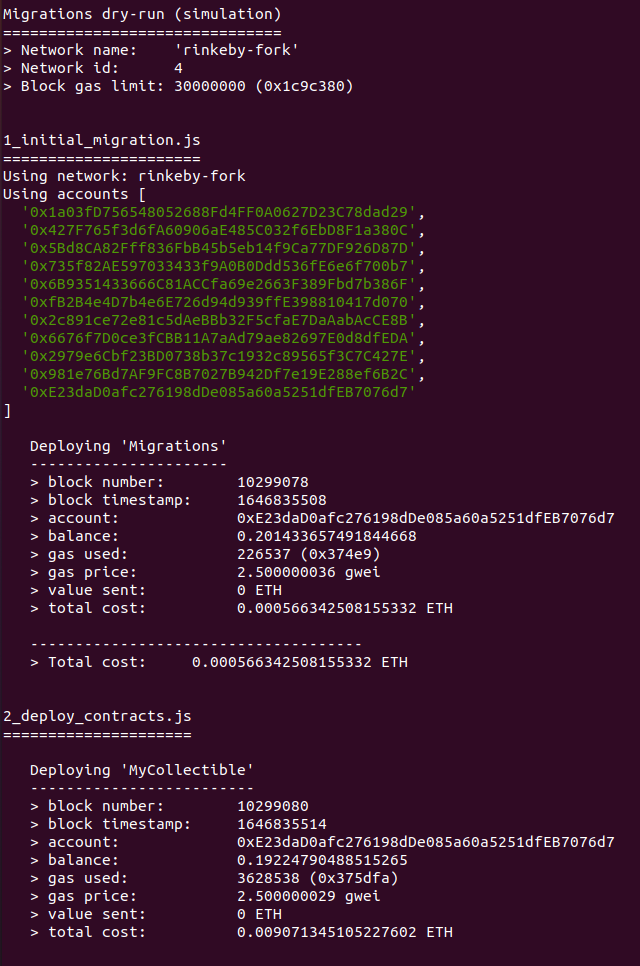 Migrations dry-run (simulation)
===============================
> Network name:    'rinkeby-fork'
> Network id:      4
> Block gas limit: 30000000 (0x1c9c380)
1_initial_migration.js
======================
Using network: rinkeby-fork
Using accounts [
  '0x1a03fD756548052688Fd4FF0A0627D23C78dad29',
  '0x427F765f3d6fA60906aE485C032f6EbD8F1a380C',
  '0x5Bd8CA82Fff836FbB45b5eb14f9Ca77DF926D87D',
  '0x735f82AE597033433f9A0B0Ddd536fE6e6f700b7',
  '0x6B9351433666C81ACCfa69e2663F389Fbd7b386F',
  '0xfB2B4e4D7b4e6E726d94d939ffE398810417d070',
  '0x2c891ce72e81c5dAeBBb32F5cfaE7DaAabAcCE8B',
  '0x6676f7D0ce3fCBB11A7aAd79ae82697E0d8dfEDA',
  '0x2979e6Cbf23BD0738b37c1932c89565f3C7C427E',
  '0x981e76Bd7AF9FC8B7027B942Df7e19E288ef6B2C',
  '0xE23daD0afc276198dDe085a60a5251dfEB7076d7'
]
   Deploying 'Migrations'
   ----------------------
   > block number:        10299078
   > block timestamp:     1646835508
   > account:             0xE23daD0afc276198dDe085a60a5251dfEB7076d7
   > balance:             0.201433657491844668
   > gas used:            226537 (0x374e9)
   > gas price:           2.500000036 gwei
   > value sent:          0 ETH
   > total cost:          0.000566342508155332 ETH
   -------------------------------------
   > Total cost:     0.000566342508155332 ETH
2_deploy_contracts.js
=====================
   Deploying 'MyCollectible'
   -------------------------
   > block number:        10299080
   > block timestamp:     1646835514
   > account:             0xE23daD0afc276198dDe085a60a5251dfEB7076d7
   > balance:             0.19224790488515265
   > gas used:            3628538 (0x375dfa)
   > gas price:           2.500000029 gwei
   > value sent:          0 ETH
   > total cost:          0.009071345105227602 ETH